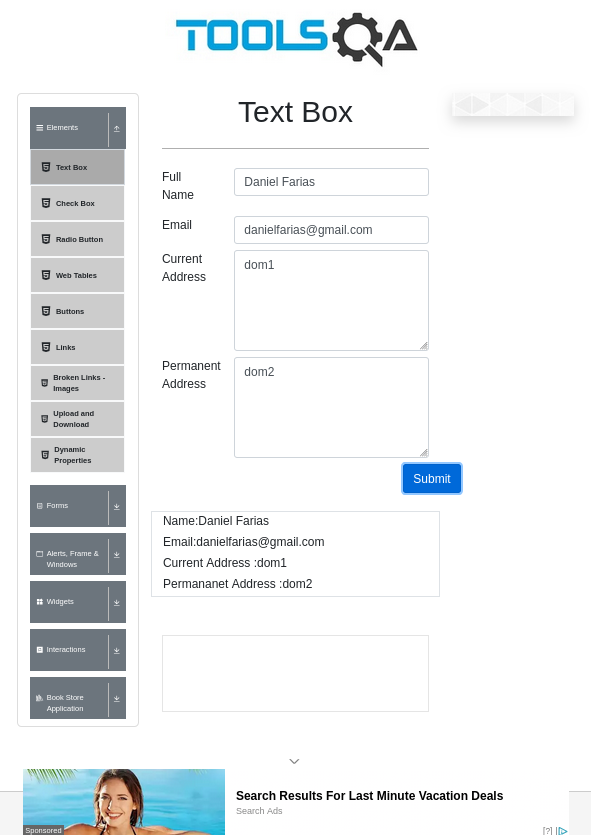 TOOLSQA
Text Box
Elements
Text Box
Check Box
Radio Button
Web Tables
Buttons
Links
Broken Links -
Images
Upload and
Download
Dynamic
Properties
Forms
Alerts, Frame &
Windows
Widgets
Interactions
Book Store
Application
Full
Name
Daniel Farias
Email
danielfarias@gmail.com
Current
Address
dom1
Permanent
Address
dom2
Submit
Name:Daniel Farias
Email:danielfarias@gmail.com
Current Address :dom1
Permananet Address :dom2
Sponsored
Search Results For Last Minute Vacation Deals
Search Ads
[?]